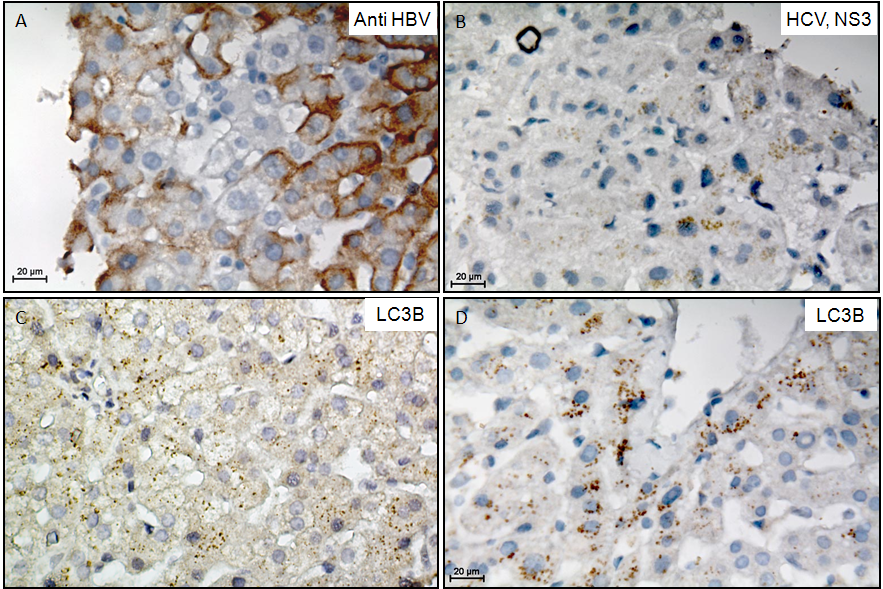 A
Anti HBV
20 µm
B
HCV, NS3
20 µm
C
LC3B
D
LC3B
20 µm